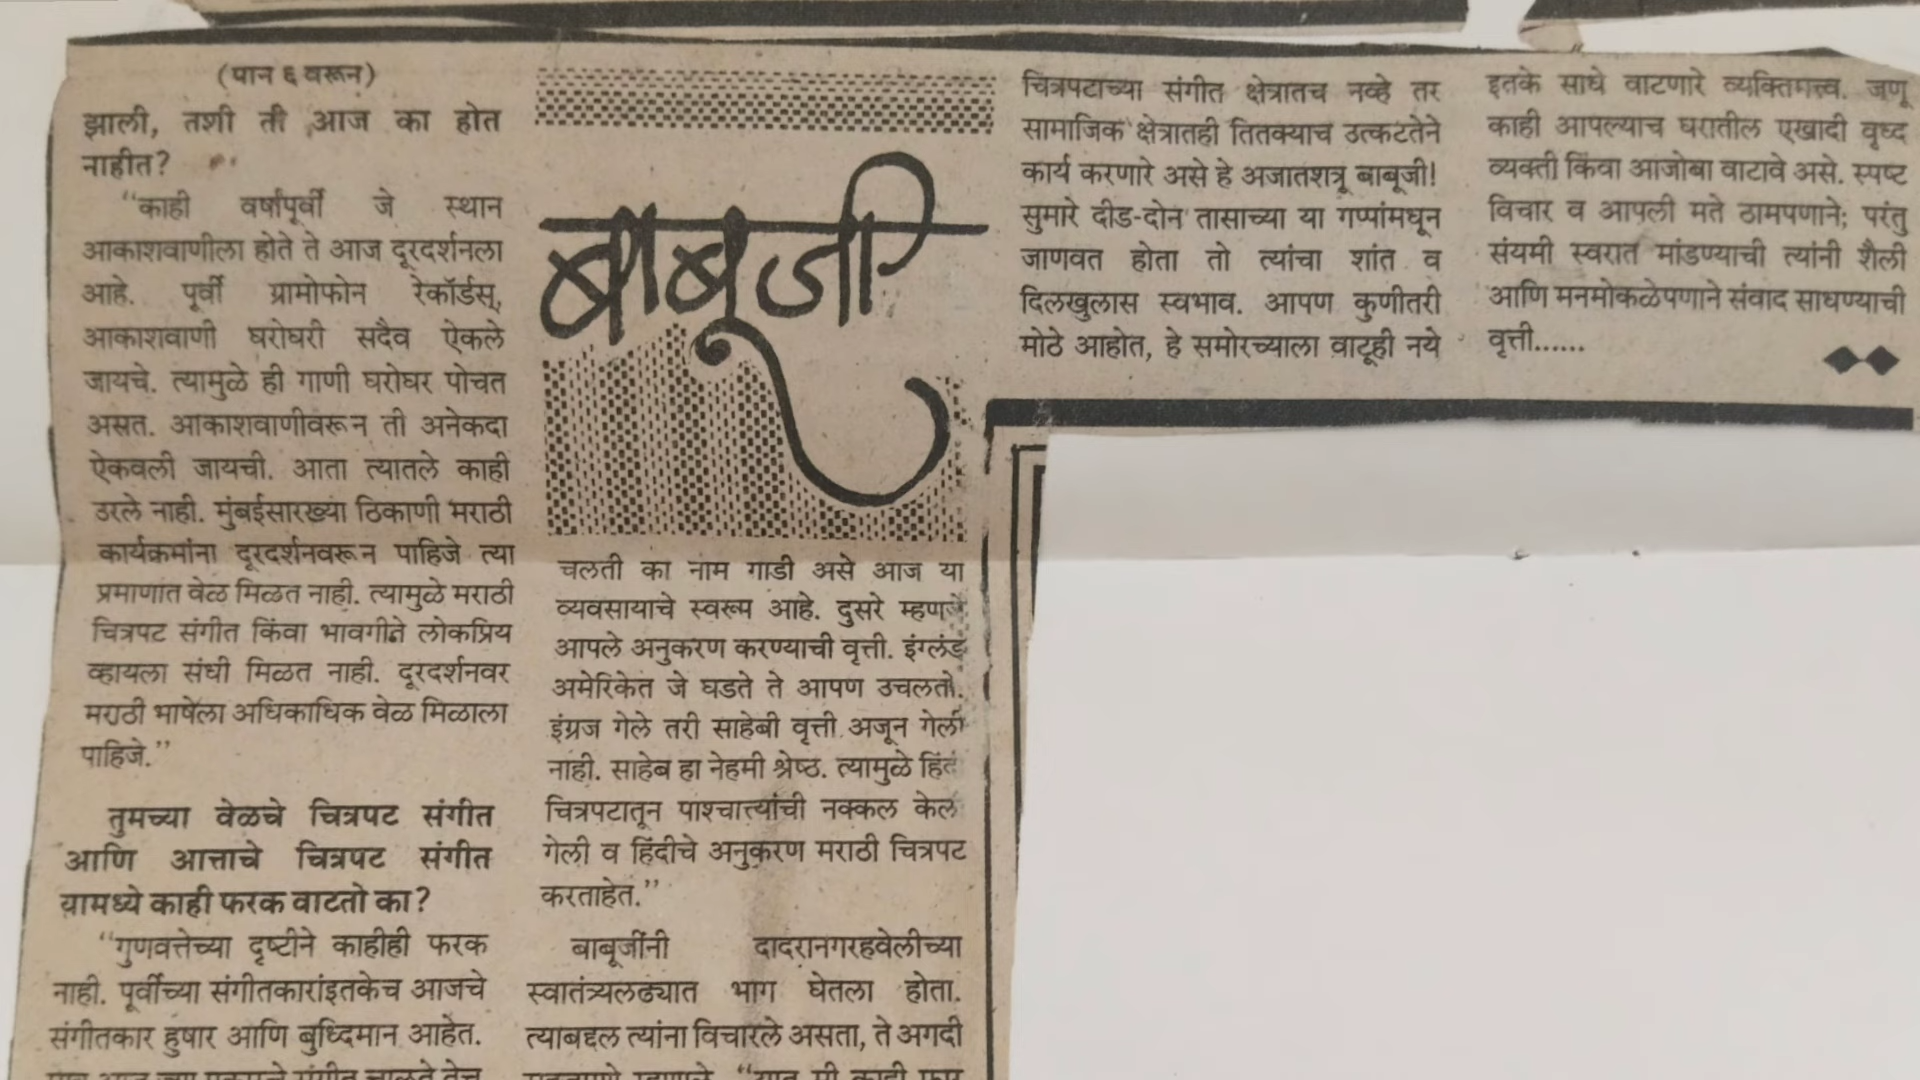 (पान ६ वरून)
झाली, तशी ती आज का होत
नाहीत?
“काही वर्षांपूर्वी जे स्थान
आकाशवाणीला होते ते आज दूरदर्शनला
आहे. पूर्वी ग्रामोफोन रेकॉर्डस्,
आकाशवाणी घरोघरी सदैव ऐकले
जायचे. त्यामुळे ही गाणी घरोघर पोचत
असत. आकाशवाणीवरून ती अनेकदा
ऐकवली जायची. आता त्यातले काही
उरले नाही. मुंबईसारख्या ठिकाणी मराठी
कार्यक्रमांना दूरदर्शनवरून पाहिजे त्या
प्रमाणात वेळ मिळत नाही. त्यामुळे मराठी
चित्रपट संगीत किंवा भावगीते लोकप्रिय
व्हायला संधी मिळत नाही. दूरदर्शनवर
मराठी भाषेला अधिकाधिक वेळ मिळाला
पाहिजे.”
तुमच्या वेळचे चित्रपट संगीत
आणि आत्ताचे चित्रपट संगीत
यामध्ये काही फरक वाटतो का?
“गुणवत्तेच्या दृष्टीने काहीही फरक
नाही. पूर्वीच्या संगीतकारांइतकेच आजचे
संगीतकार हुषार आणि बुध्दिमान आहेत.
बाबूजी
चलती का नाम गाडी असे आज या
व्यवसायाचे स्वरूप आहे. दुसरे म्हणजे
आपले अनुकरण करण्याची वृत्ती. इंग्लंड
अमेरिकेत जे घडते ते आपण उचलतो.
इंग्रज गेले तरी साहेबी वृत्ती अजून गेली
नाही. साहेब हा नेहमी श्रेष्ठ. त्यामुळे
चित्रपटातून पाश्चात्त्यांची नक्कल
गेली व हिंदीचे अनुकरण मराठी चित्रपट
करताहेत.”
बाबूजींनी दादरानगरहवेलीच्या
स्वातंत्र्यलढ्यात भाग घेतला होता.
त्याबद्दल त्यांना विचारले असता, ते अगदी
चित्रपटाच्या संगीत क्षेत्रातच नव्हे तर
सामाजिक क्षेत्रातही तितक्याच उत्कटतेने
कार्य करणारे असे हे अजातशत्रू बाबूजी!
सुमारे दीड-दोन तासाच्या या गप्पांमधून
जाणवत होता तो त्यांचा शांत व
दिलखुलास स्वभाव. आपण कुणीतरी
मोठे आहोत, हे समोरच्याला वाटूही नये
इतके साधे वाटणारे व्यक्तिमत्त्व. जणू
काही आपल्याच घरातील एखादी वृध्द
व्यक्ती किंवा आजोबा वाटावे असे. स्पष्ट
विचार व आपली मते ठामपणाने; परंतु
संयमी स्वरात मांडण्याची त्यांनी शैली
आणि मनमोकळेपणाने संवाद साधण्याची
वृत्ती......